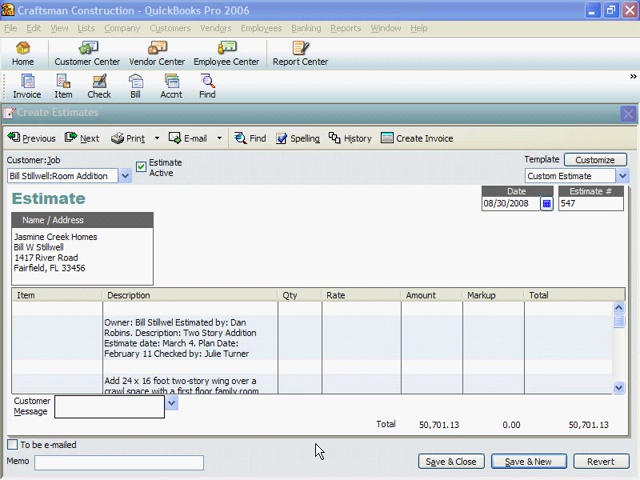 Craftsman Construction - QuickBooks Pro 2006
File Edit View Lists Company Customers Vendors Employees Banking Reports Window Help
Home Customer Center Vendor Center Employee Center Report Center
Invoice Item Check Bill Accnt Find
Create Estimates
Previous Next Print E-mail Find Spelling History Create Invoice
Customer:Job
Estimate Active
Template Customize
Bill Stillwell:Room Addition
Custom Estimate
Estimate
Date Estimate #
08/30/2008 547
Name / Address
Jasmine Creek Homes
Bill W Stillwell
1417 River Road
Fairfield, FL 33456
Item Description Qty Rate Amount Markup Total
Owner: Bill Stillwel Estimated by: Dan
Robins. Description: Two Story Addition
Estimate date: March 4. Plan Date:
February 11 Checked by: Julie Turner
Add 24 x 16 foot two-story wing over a
crawl space with a first floor family room
Customer Message
Total 50,701.13 0.00 50,701.13
To be e-mailed
Memo
Save & Close Save & New Revert